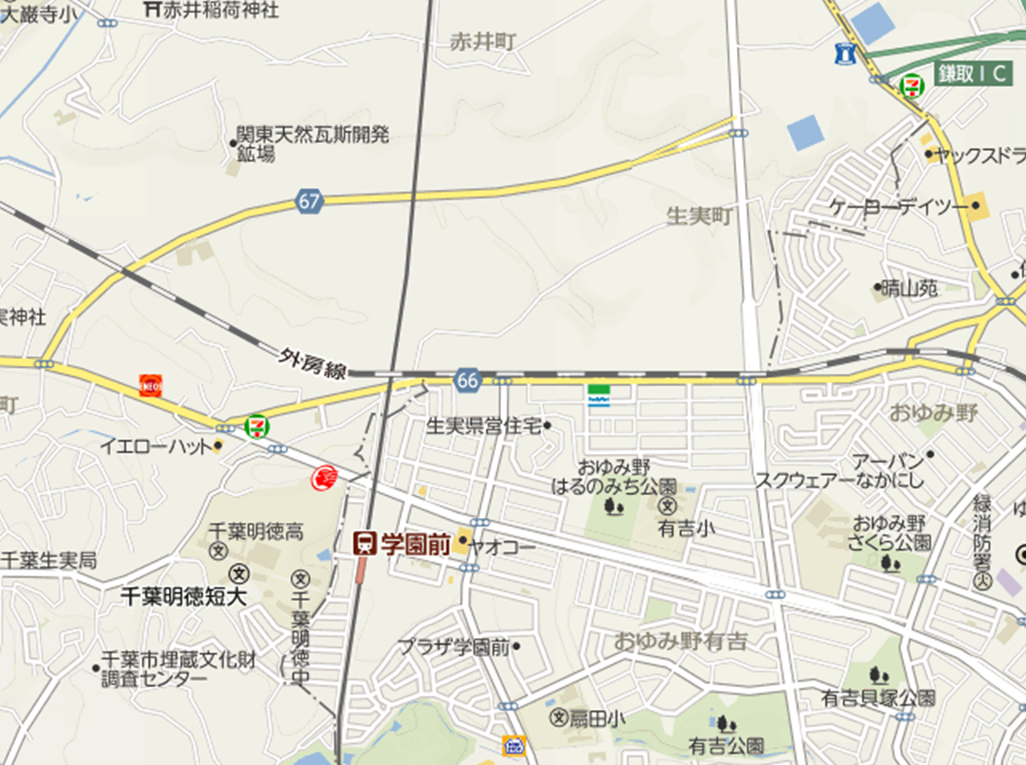 大巌寺小
赤井稲荷神社
赤井町
鎌取IC
関東天然瓦斯開発
鉱場
ヤックスドラ
67
生実町
ケーヨーデイツー
晴山苑
実神社
外房線
66
ENEOS
FamilyMart
町
おゆみ野
生実県営住宅
イエローハット
アーバン
スクウェアーなかにし
おゆみ野
はるのみち公園
有吉小
緑消防署
千葉明徳高
おゆみ野
さくら公園
学園前
ヤオコー
千葉生実局
千葉明徳短大
千葉明徳中
プラザ学園前
おゆみ野有吉
千葉市埋蔵文化財
調査センター
有吉貝塚公園
扇田小
有吉公園